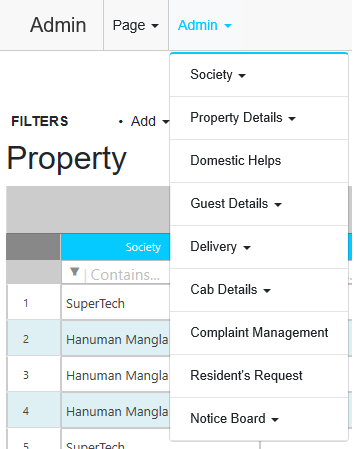 Admin Page Admin
Society
Property Details
Domestic Helps
Guest Details
Delivery
Cab Details
Complaint Management
Resident's Request
Notice Board
FILTERS • Add
Property
Society
Contains...
1 SuperTech
2 Hanuman Mangla
3 Hanuman Mangla
4 Hanuman Mangla
5 SuperTech